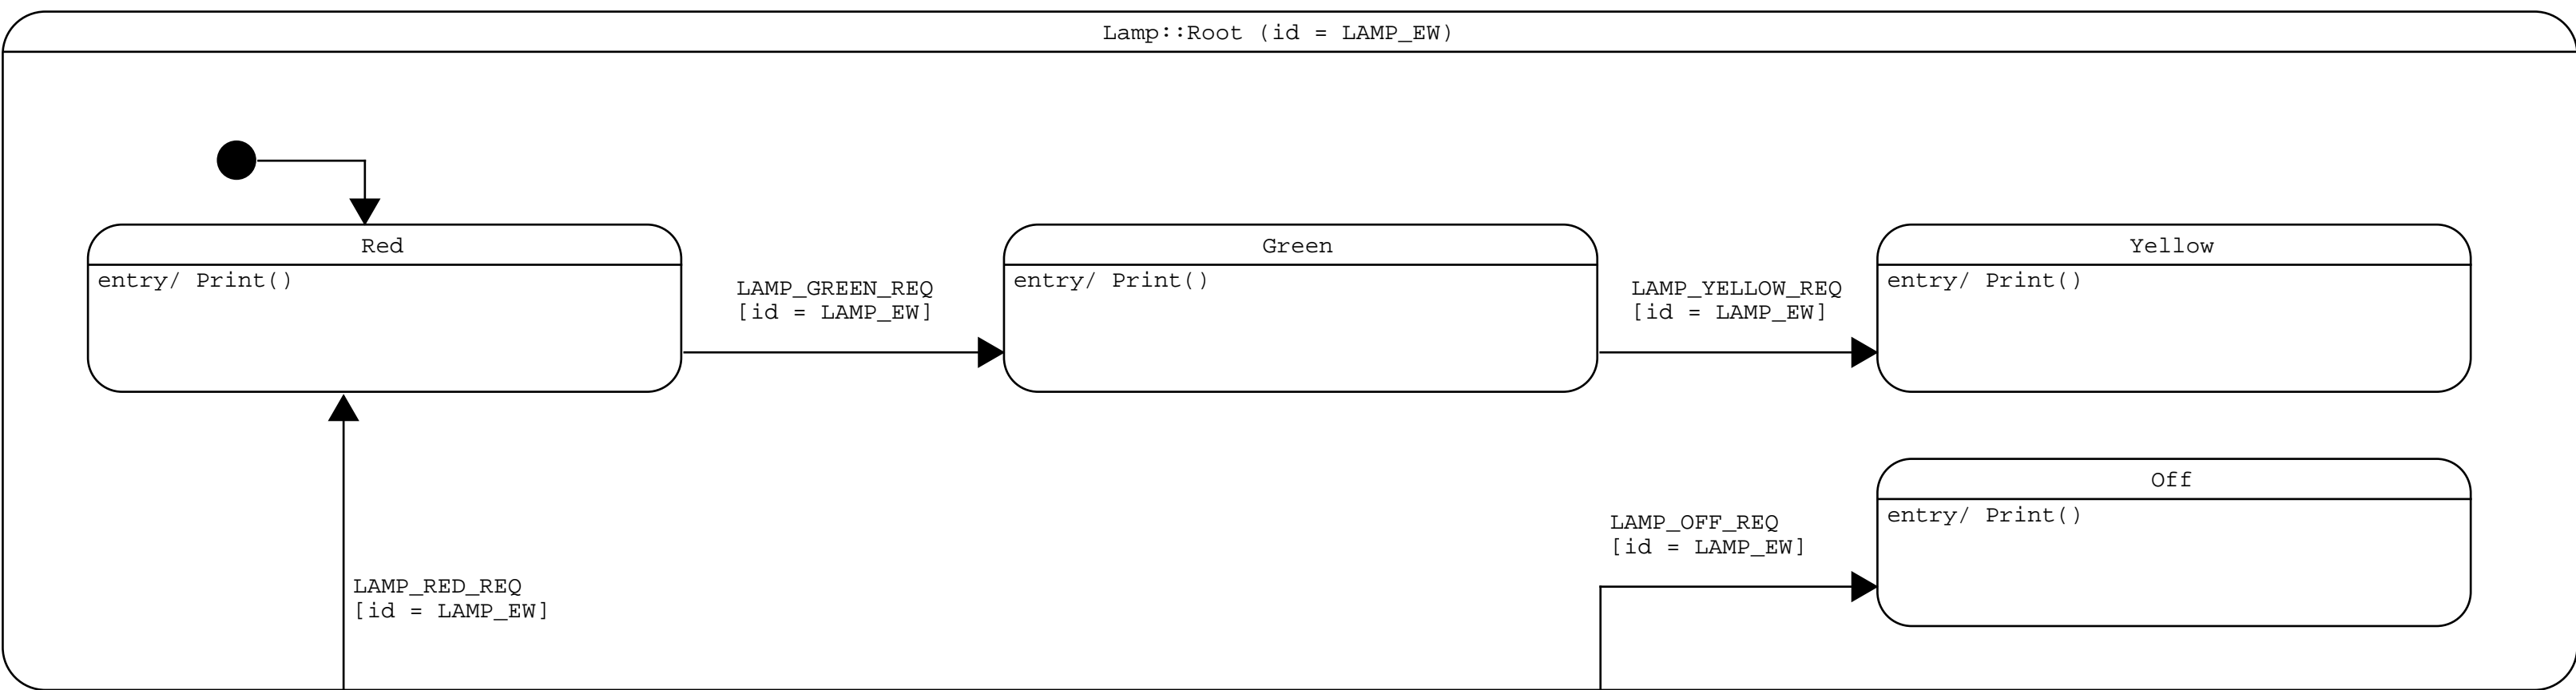 Lamp::Root (id = LAMP_EW)
Red
entry/ Print()
LAMP_GREEN_REQ
[id = LAMP_EW]
Green
entry/ Print()
LAMP_YELLOW_REQ
[id = LAMP_EW]
Yellow
entry/ Print()
LAMP_RED_REQ
[id = LAMP_EW]
LAMP_OFF_REQ
[id = LAMP_EW]
Off
entry/ Print()